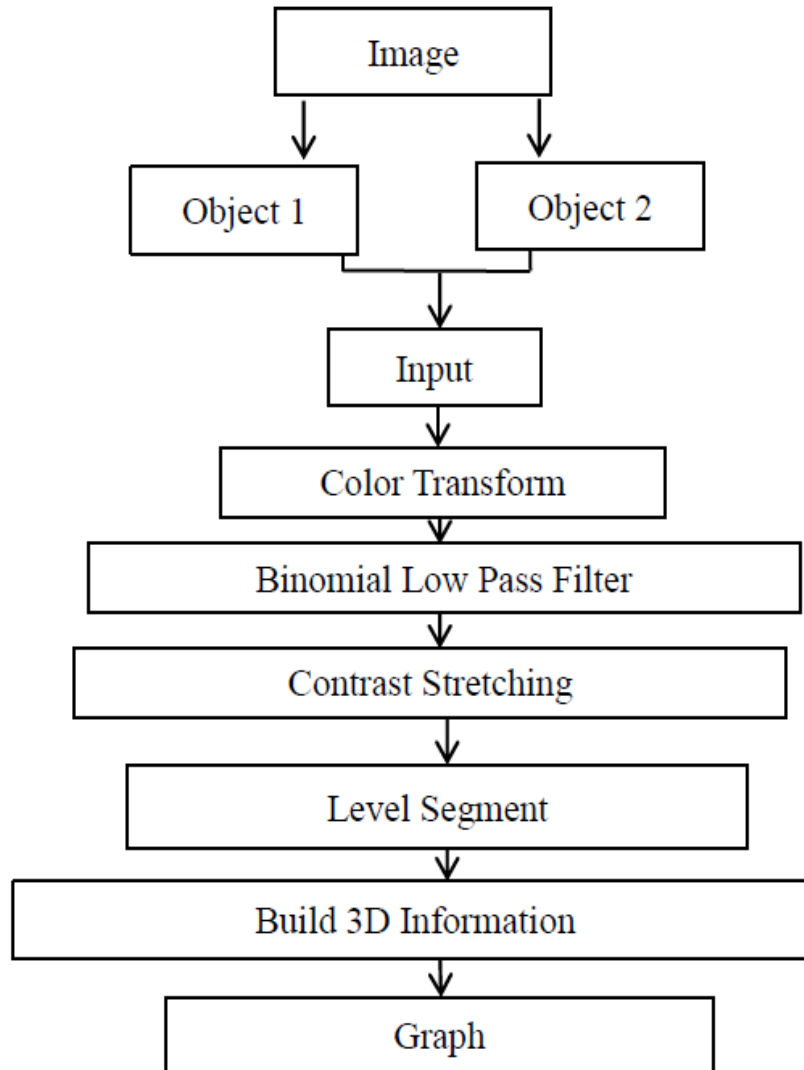 Image
Object 1
Object 2
Input
Color Transform
Binomial Low Pass Filter
Contrast Stretching
Level Segment
Build 3D Information
Graph